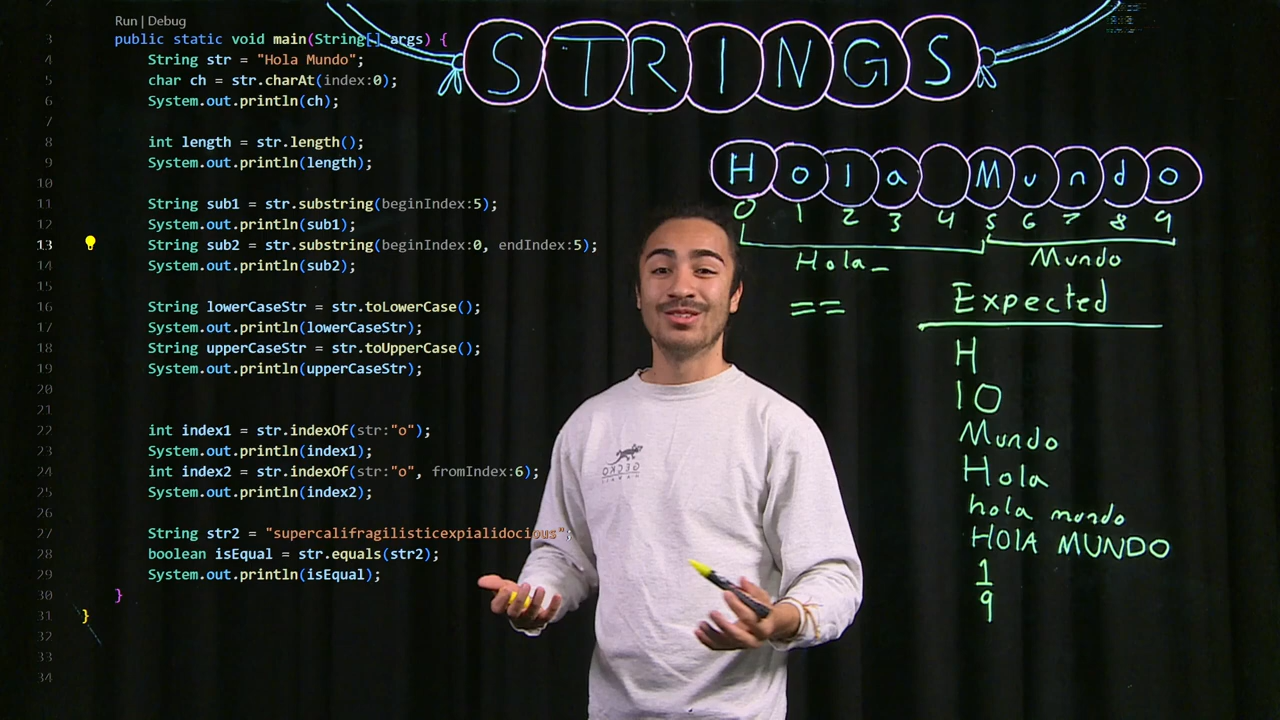 Run | Debug
3 public static void main(String[] args) {
4 String str = "Hola Mundo";
5 char ch = str.charAt(index:0);
6 System.out.println(ch);
7
8 int length = str.length();
9 System.out.println(length);
10
11 String sub1 = str.substring(beginIndex:5);
12 System.out.println(sub1);
13 String sub2 = str.substring(beginIndex:0, endIndex:5);
14 System.out.println(sub2);
15
16 String lowerCaseStr = str.toLowerCase();
17 System.out.println(lowerCaseStr);
18 String upperCaseStr = str.toUpperCase();
19 System.out.println(upperCaseStr);
20
21
22 int index1 = str.indexOf(str:"o");
23 System.out.println(index1);
24 int index2 = str.indexOf(str:"o", fromIndex:6);
25 System.out.println(index2);
26
27 String str2 = "supercalifragilisticexpialidocious";
28 boolean isEqual = str.equals(str2);
29 System.out.println(isEqual);
30 }
31 }
32
33
34
STRINGS
Hola Mundo
0 1 2 3 4 5 6 7 8 9
Hola_ Mundo
==
Expected
H
10
Mundo
Hola
hola mundo
HOlA MUNDO
1
9
GECKO
HAWAII